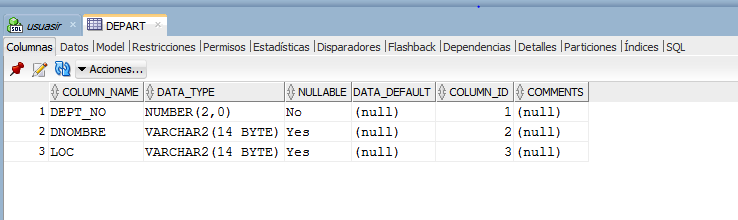 SQL usuasir DEPART
Columnas Datos Model Restricciones Permisos Estadísticas Disparadores Flashback Dependencias Detalles Particiones Índices SQL
Acciones...
COLUMN_NAME DATA_TYPE NULLABLE DATA_DEFAULT COLUMN_ID COMMENTS
1 DEPT_NO NUMBER(2,0) No (null) 1 (null)
2 DNOMBRE VARCHAR2(14 BYTE) Yes (null) 2 (null)
3 LOC VARCHAR2(14 BYTE) Yes (null) 3 (null)